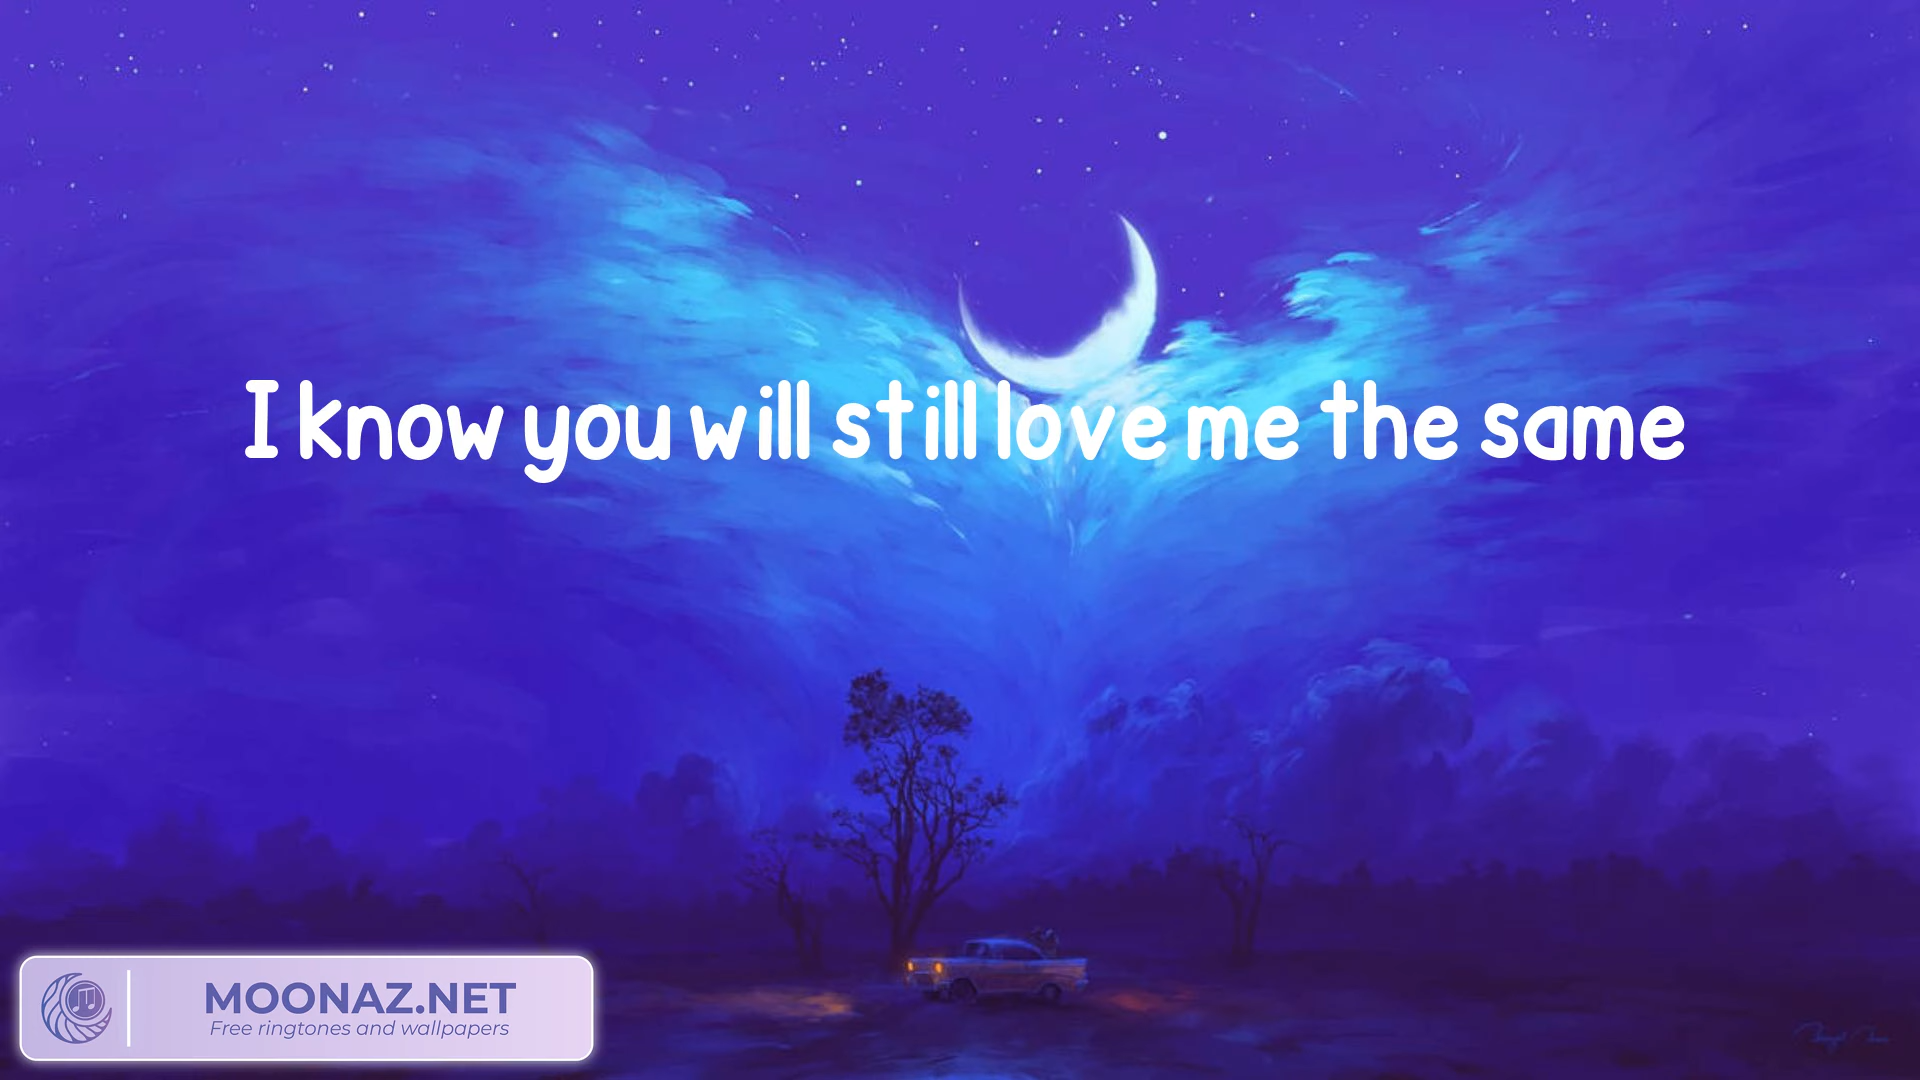 I know you will still love me the same
MOONAZ.NET
Free ringtones and wallpapers